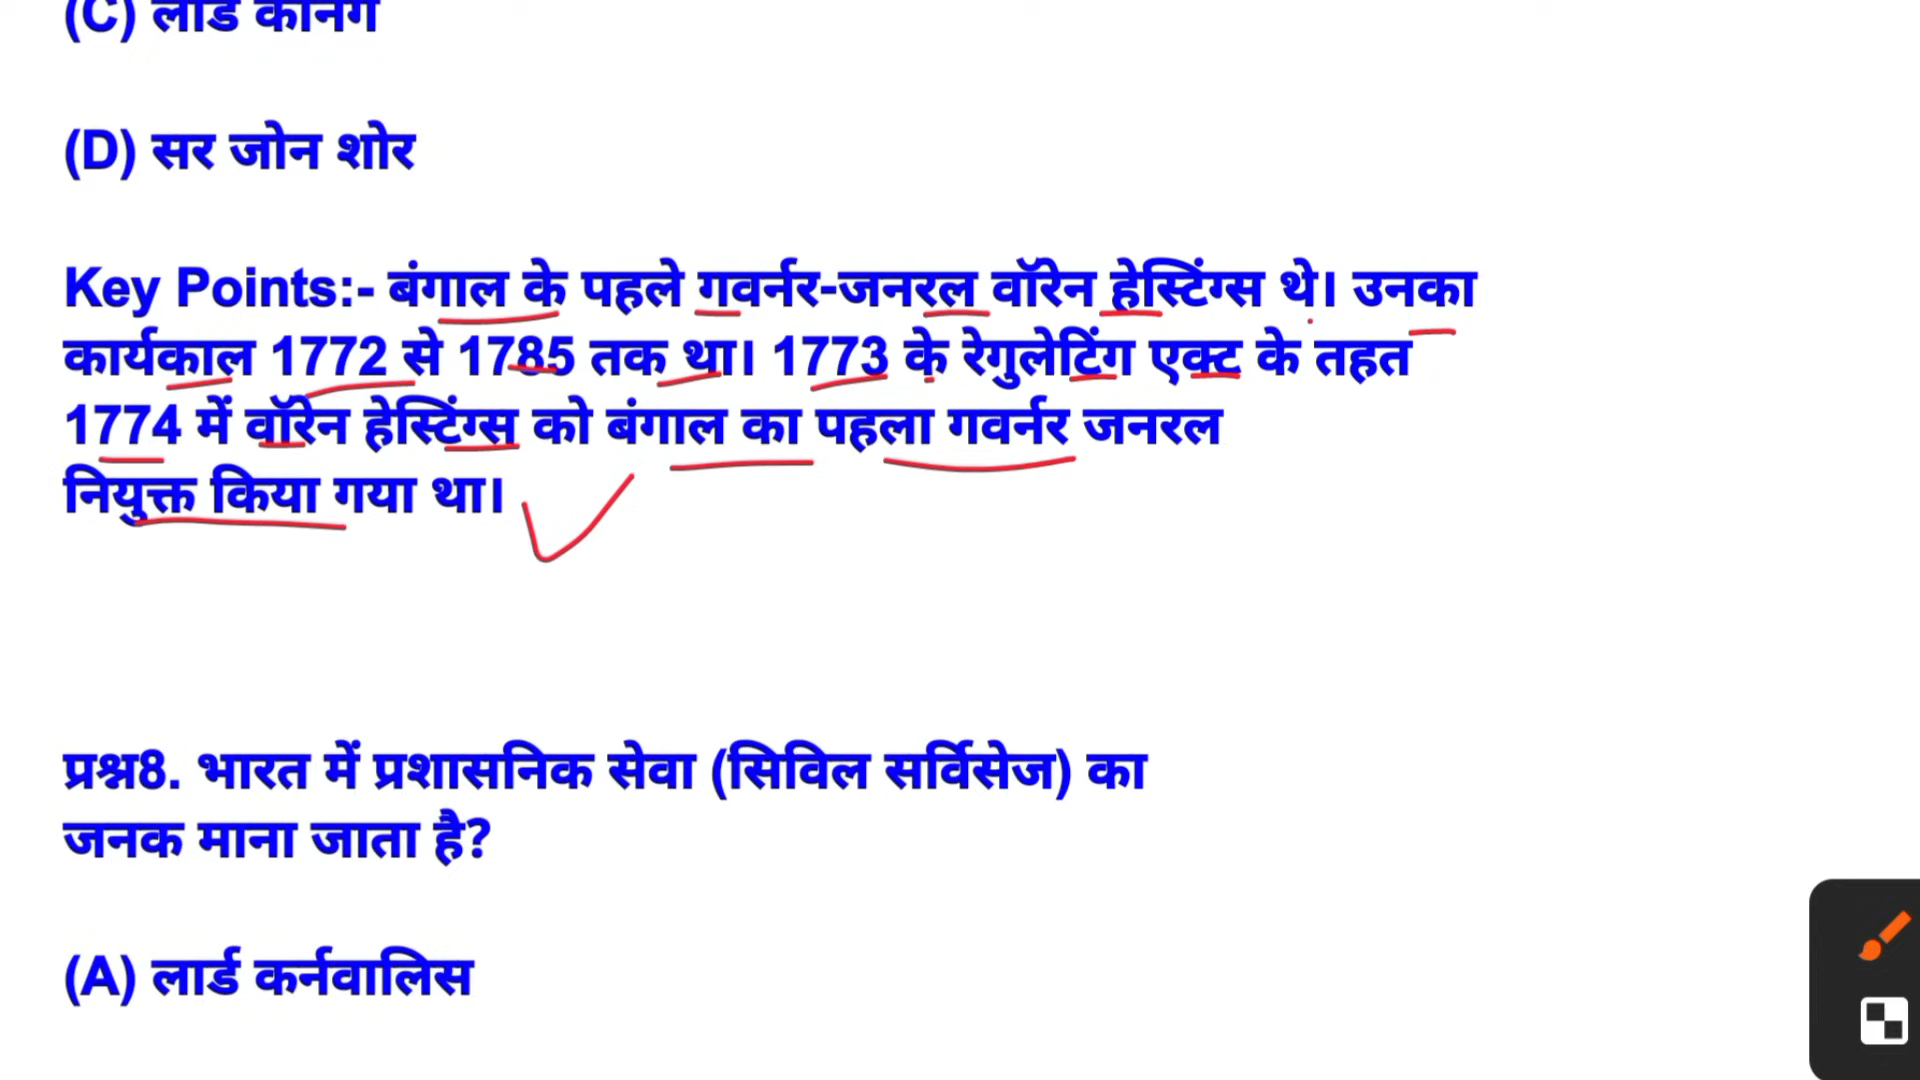 (C) लार्ड कैनिंग
(D) सर जोन शोर
Key Points:- बंगाल के पहले गवर्नर-जनरल वॉरेन हेस्टिंग्स थे। उनका
कार्यकाल 1772 से 1785 तक था। 1773 के रेगुलेटिंग एक्ट के तहत
1774 में वॉरेन हेस्टिंग्स को बंगाल का पहला गवर्नर जनरल
नियुक्त किया गया था।
प्रश्न8. भारत में प्रशासनिक सेवा (सिविल सर्विसेज) का
जनक माना जाता है?
(A) लार्ड कर्नवालिस